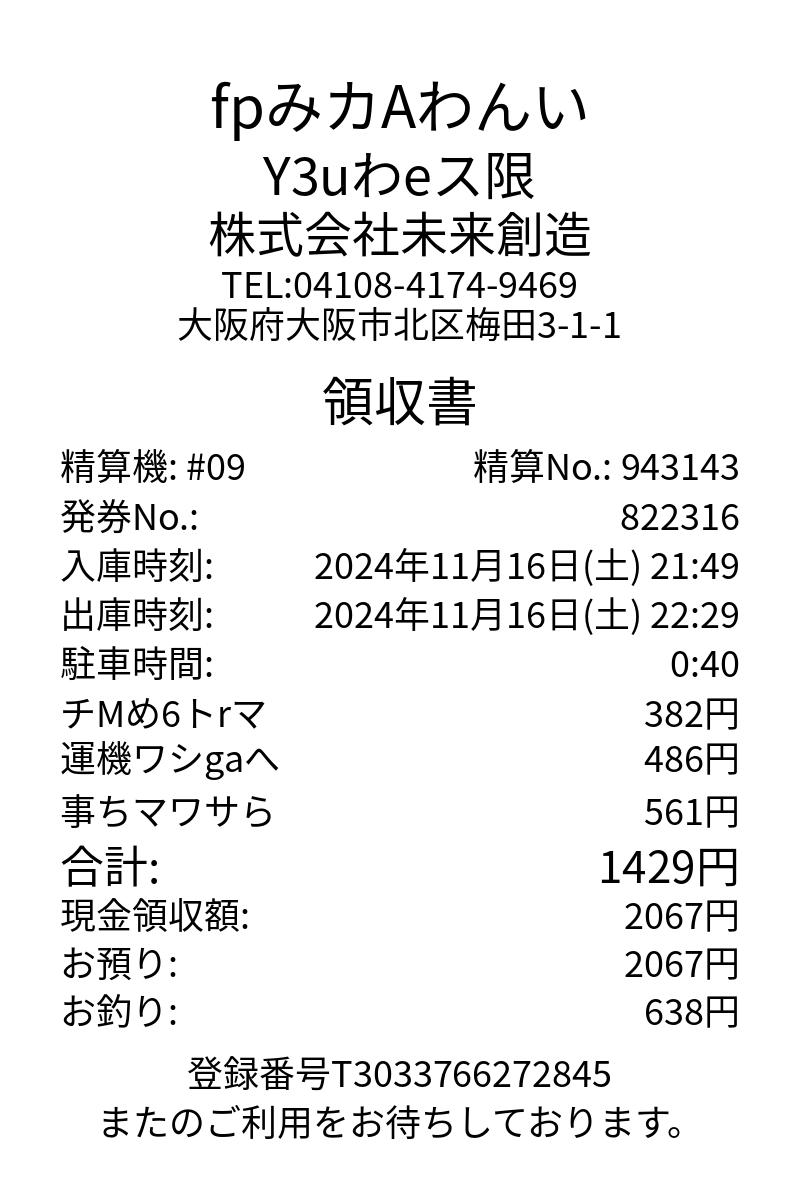 fpみカAわんい
Y3uわeス限
株式会社未来創造
TEL:04108-4174-9469
大阪府大阪市北区梅田3-1-1
領収書
精算機: #09 精算No.: 943143
発券No.: 822316
入庫時刻: 2024年11月16日(土) 21:49
出庫時刻: 2024年11月16日(土) 22:29
駐車時間: 0:40
チMめ6トrマ 382円
運機ワシgaへ 486円
事ちマワサら 561円
合計: 1429円
現金領収額: 2067円
お預り: 2067円
お釣り: 638円
登録番号T3033766272845
またのご利用をお待ちしております。